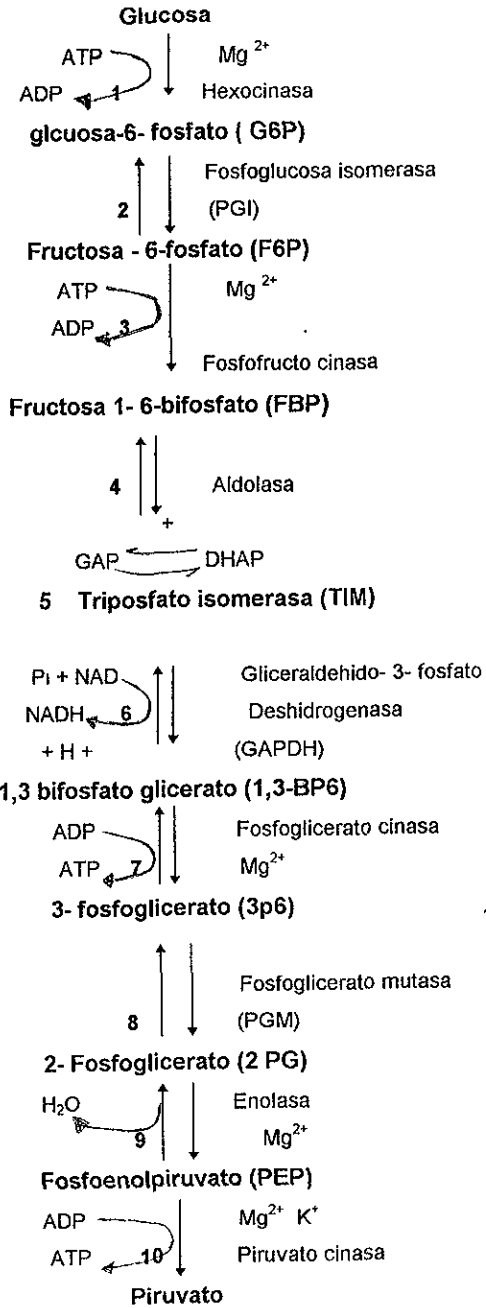 Glucosa
ATP Mg 2+
ADP 1 Hexocinasa
glcuosa-6- fosfato ( G6P)
Fosfoglucosa isomerasa
2 (PGI)
Fructosa - 6-fosfato (F6P)
ATP Mg 2+
ADP 3
Fosfofructo cinasa
Fructosa 1- 6-bifosfato (FBP)
4 Aldolasa
+
GAP DHAP
5 Triposfato isomerasa (TIM)
Pi + NAD Gliceraldehido- 3- fosfato
NADH 6 Deshidrogenasa
+ H + (GAPDH)
1,3 bifosfato glicerato (1,3-BP6)
ADP Fosfoglicerato cinasa
ATP 7 Mg2+
3- fosfoglicerato (3p6)
Fosfoglicerato mutasa
8 (PGM)
2- Fosfoglicerato (2 PG)
H2O Enolasa
9 Mg2+
Fosfoenolpiruvato (PEP)
ADP Mg2+ K+
ATP 10 Piruvato cinasa
Piruvato